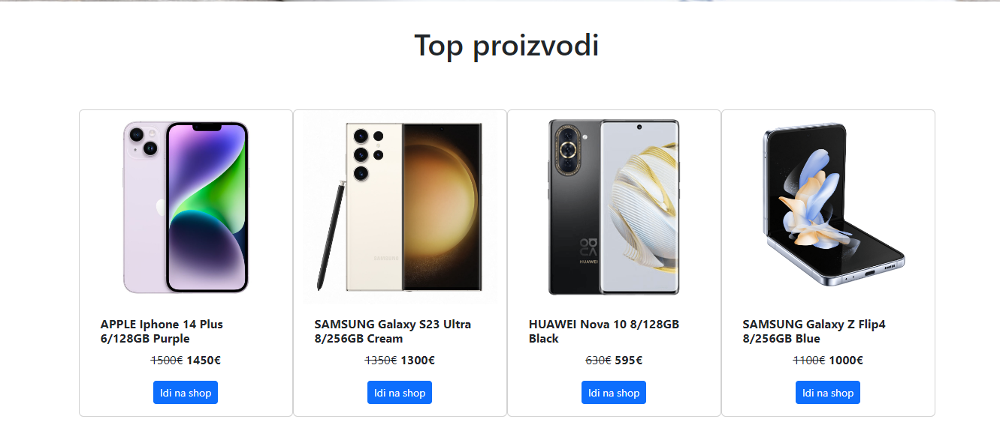 Top proizvodi
SAMSUNG
HUAWEI
APPLE Iphone 14 Plus
6/128GB Purple
1500€ 1450€
Idi na shop
SAMSUNG Galaxy S23 Ultra
8/256GB Cream
1350€ 1300€
Idi na shop
HUAWEI Nova 10 8/128GB
Black
630€ 595€
Idi na shop
SAMSUNG Galaxy Z Flip4
8/256GB Blue
1100€ 1000€
Idi na shop